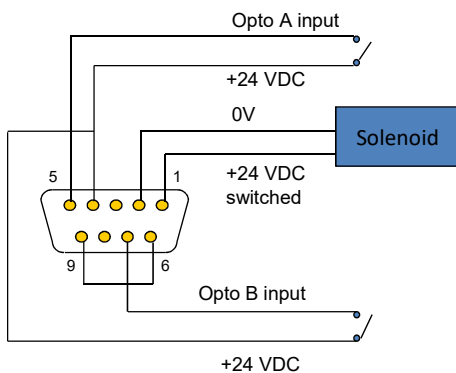 Opto A input
+24 VDC
0V
Solenoid
5
1
+24 VDC
switched
9
6
Opto B input
+24 VDC